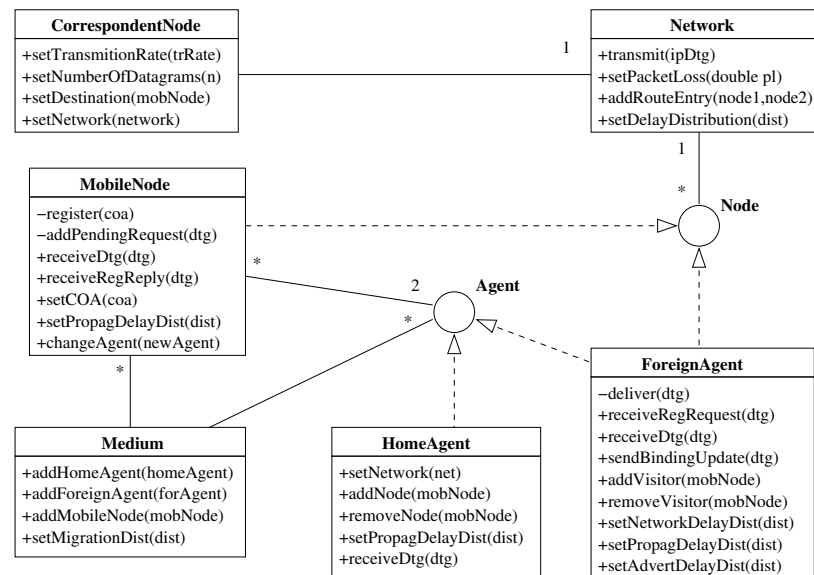 CorrespondentNode
+setTransmitionRate(trRate)
+setNumberOfDatagrams(n)
+setDestination(mobNode)
+setNetwork(network)
1
Network
+transmit(ipDtg)
+setPacketLoss(double pl)
+addRouteEntry(node1,node2)
+setDelayDistribution(dist)
1
*
Node
MobileNode
−register(coa)
−addPendingRequest(dtg)
+receiveDtg(dtg)
+receiveRegReply(dtg)
+setCOA(coa)
+setPropagDelayDist(dist)
+changeAgent(newAgent)
*
2
Agent
*
*
Medium
+addHomeAgent(homeAgent)
+addForeignAgent(forAgent)
+addMobileNode(mobNode)
+setMigrationDist(dist)
HomeAgent
+setNetwork(net)
+addNode(mobNode)
+removeNode(mobNode)
+setPropagDelayDist(dist)
+receiveDtg(dtg)
ForeignAgent
−deliver(dtg)
+receiveRegRequest(dtg)
+receiveDtg(dtg)
+sendBindingUpdate(dtg)
+addVisitor(mobNode)
+removeVisitor(mobNode)
+setNetworkDelayDist(dist)
+setPropagDelayDist(dist)
+setAdvertDelayDist(dist)